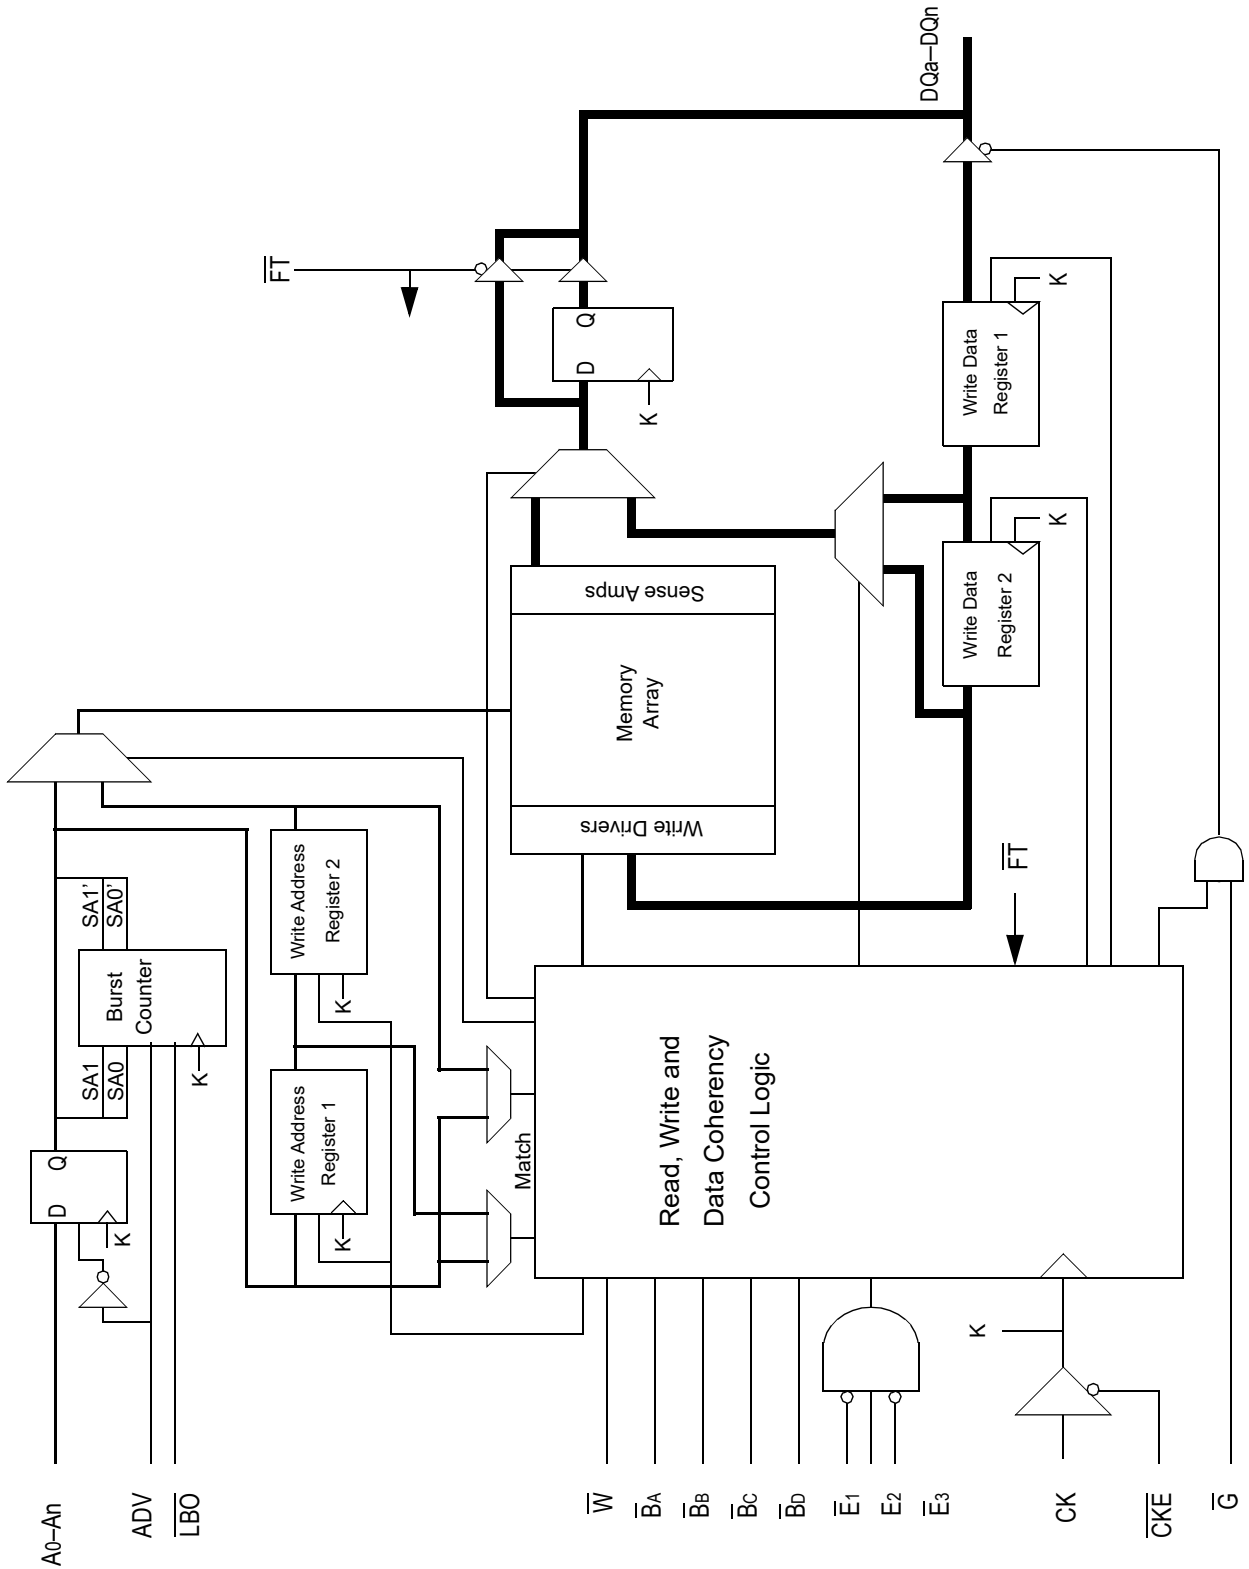 A0–An
ADV
LBO
W
BA
BB
BC
BD
E1
E2
E3
CK
CKE
G
D Q
K
SA1
SA0
Burst
Counter
SA1'
SA0'
K
Write Address
Register 1
K
Write Address
Register 2
K
Match
Read, Write and
Data Coherency
Control Logic
K
FT
Write Drivers
Memory
Array
Sense Amps
Write Data
Register 2
K
Write Data
Register 1
K
D Q
K
FT
DQa–DQn